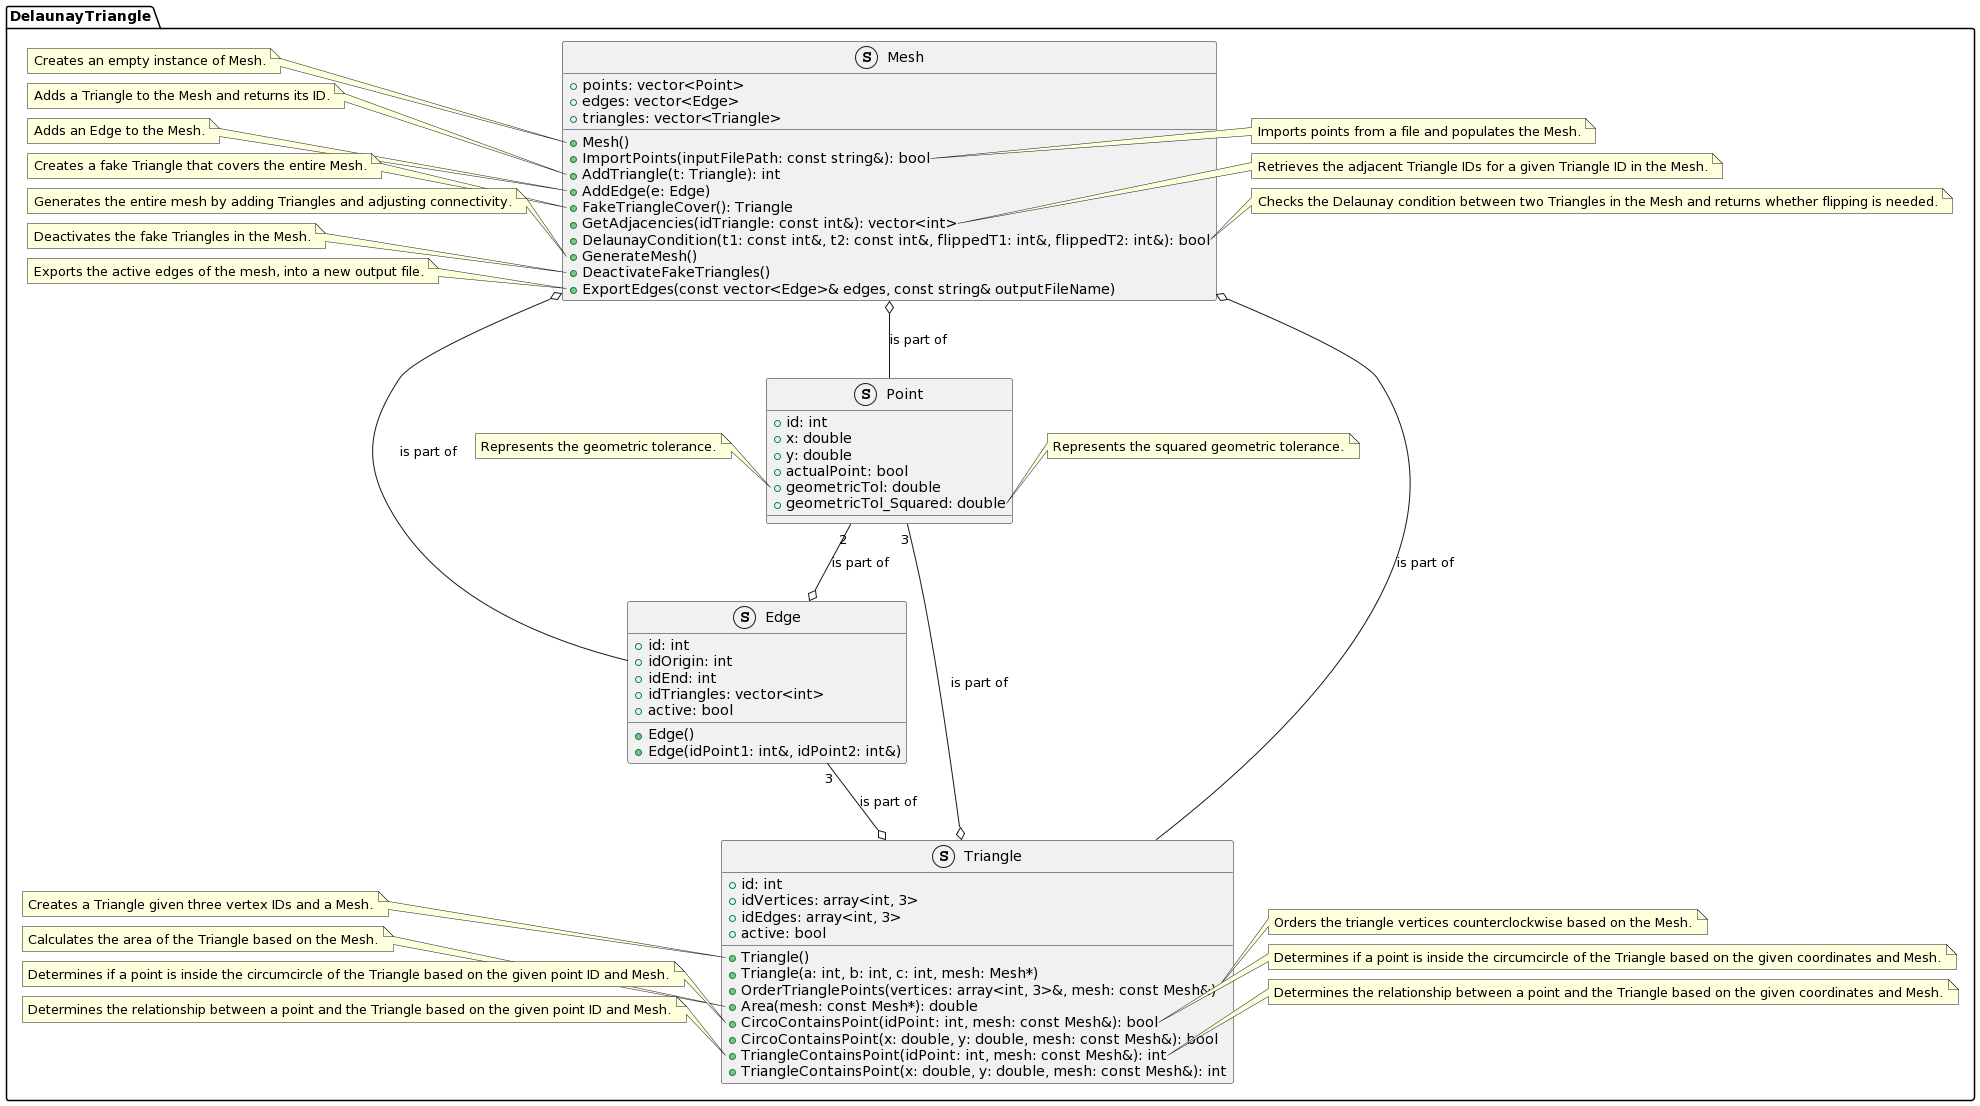 DelaunayTriangle
Creates an empty instance of Mesh.
Adds a Triangle to the Mesh and returns its ID.
Adds an Edge to the Mesh.
Creates a fake Triangle that covers the entire Mesh.
Generates the entire mesh by adding Triangles and adjusting connectivity.
Deactivates the fake Triangles in the Mesh.
Exports the active edges of the mesh, into a new output file.
S Mesh
points: vector<Point>
edges: vector<Edge>
triangles: vector<Triangle>
Mesh()
ImportPoints(inputFilePath: const string&): bool
AddTriangle(t: Triangle): int
AddEdge(e: Edge)
FakeTriangleCover(): Triangle
GetAdjacencies(idTriangle: const int&): vector<int>
DelaunayCondition(t1: const int&, t2: const int&, flippedT1: int&, flippedT2: int&): bool
GenerateMesh()
DeactivateFakeTriangles()
ExportEdges(const vector<Edge>& edges, const string& outputFileName)
Imports points from a file and populates the Mesh.
Retrieves the adjacent Triangle IDs for a given Triangle ID in the Mesh.
Checks the Delaunay condition between two Triangles in the Mesh and returns whether flipping is needed.
is part of
is part of
Represents the geometric tolerance.
S Point
id: int
x: double
y: double
actualPoint: bool
geometricTol: double
geometricTol_Squared: double
Represents the squared geometric tolerance.
2
3
is part of
is part of
S Edge
id: int
idOrigin: int
idEnd: int
idTriangles: vector<int>
active: bool
Edge()
Edge(idPoint1: int&, idPoint2: int&)
is part of
3
is part of
Creates a Triangle given three vertex IDs and a Mesh.
Calculates the area of the Triangle based on the Mesh.
Determines if a point is inside the circumcircle of the Triangle based on the given point ID and Mesh.
Determines the relationship between a point and the Triangle based on the given point ID and Mesh.
S Triangle
id: int
idVertices: array<int, 3>
idEdges: array<int, 3>
active: bool
Triangle()
Triangle(a: int, b: int, c: int, mesh: Mesh*)
OrderTrianglePoints(vertices: array<int, 3>&, mesh: const Mesh&)
Area(mesh: const Mesh*): double
CircoContainsPoint(idPoint: int, mesh: const Mesh&): bool
CircoContainsPoint(x: double, y: double, mesh: const Mesh&): bool
TriangleContainsPoint(idPoint: int, mesh: const Mesh&): int
TriangleContainsPoint(x: double, y: double, mesh: const Mesh&): int
Orders the triangle vertices counterclockwise based on the Mesh.
Determines if a point is inside the circumcircle of the Triangle based on the given coordinates and Mesh.
Determines the relationship between a point and the Triangle based on the given coordinates and Mesh.